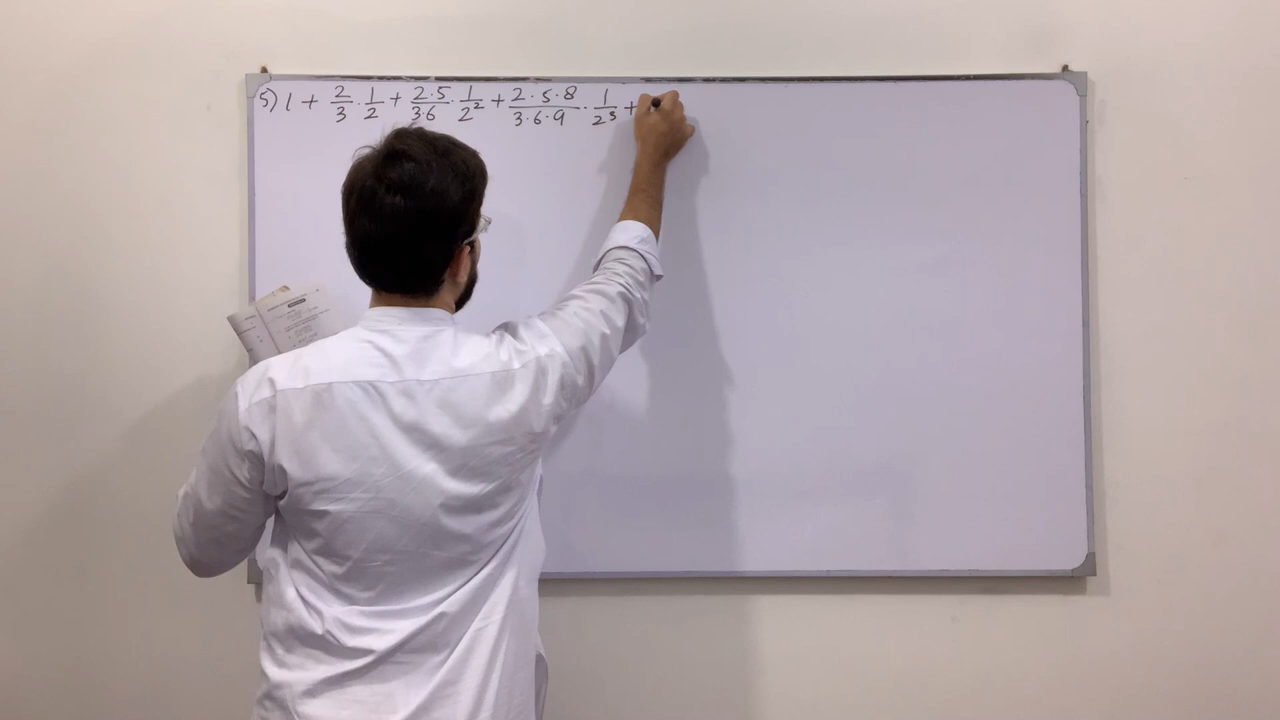 5) 1 + 2/3 · 1/2 + 2·5/3·6 · 1/2² + 2·5·8/3·6·9 · 1/2³ +